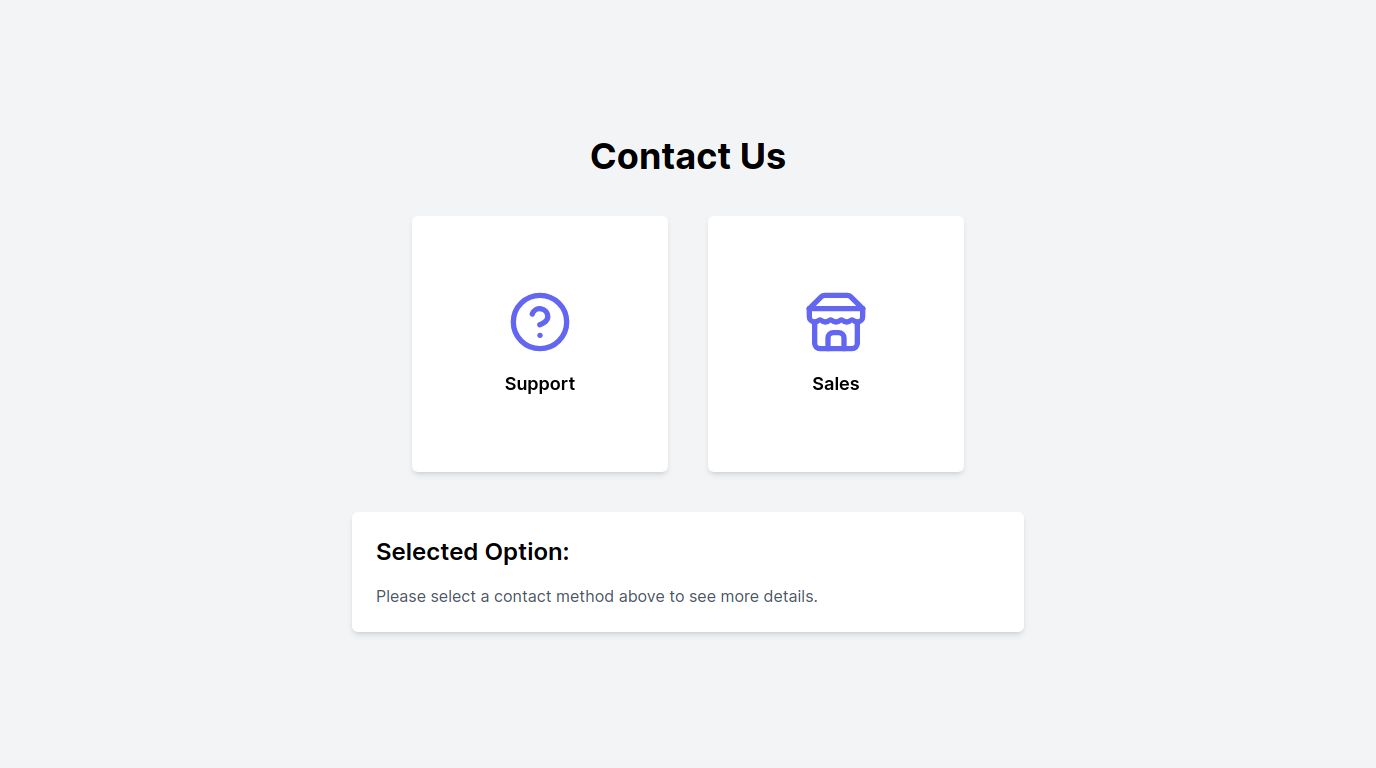 Contact Us
Support
Sales
Selected Option:
Please select a contact method above to see more details.